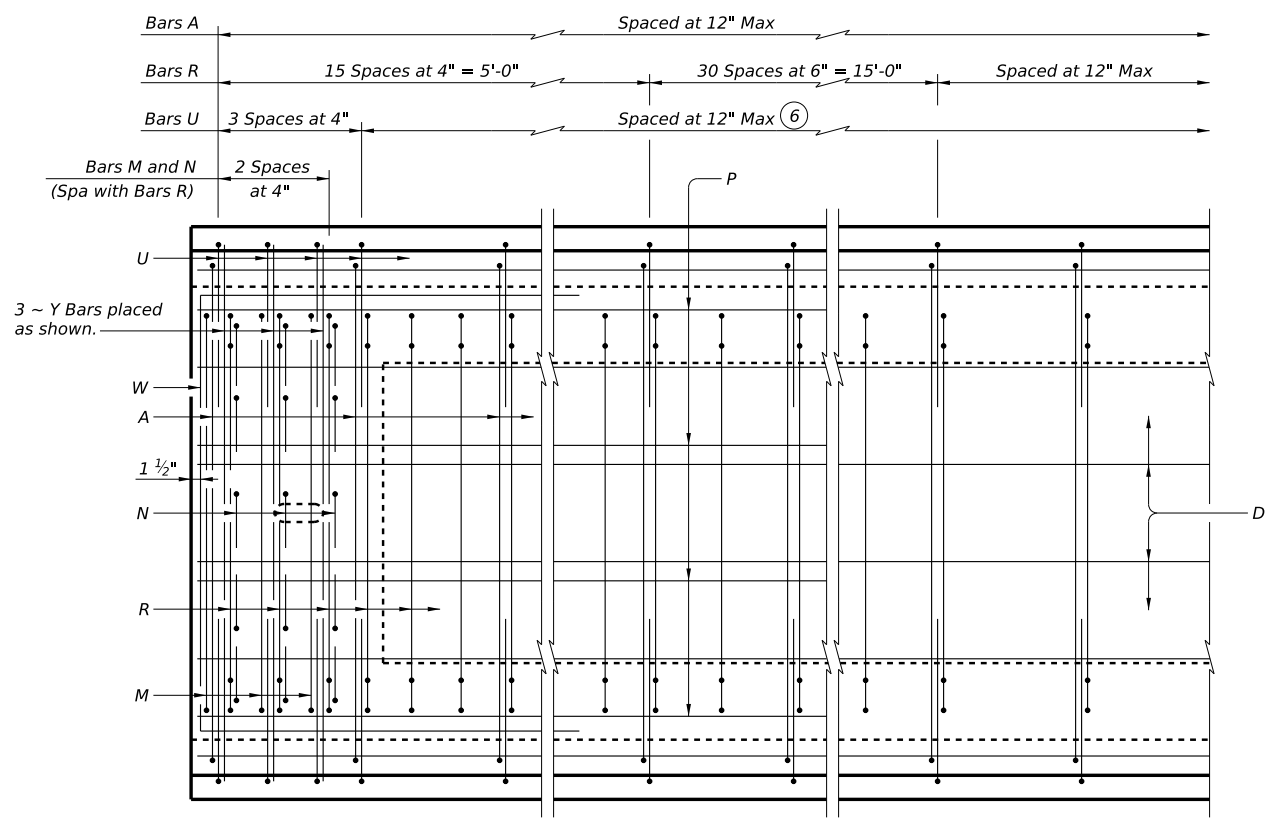 Bars A
Spaced at 12" Max
Bars R
15 Spaces at 4" = 5'-0"
30 Spaces at 6" = 15'-0"
Spaced at 12" Max
Bars U
3 Spaces at 4"
Spaced at 12" Max 6
Bars M and N
(Spa with Bars R)
2 Spaces
at 4"
P
U
3 ~ Y Bars placed
as shown.
W
A
1 ½"
N
D
R
M